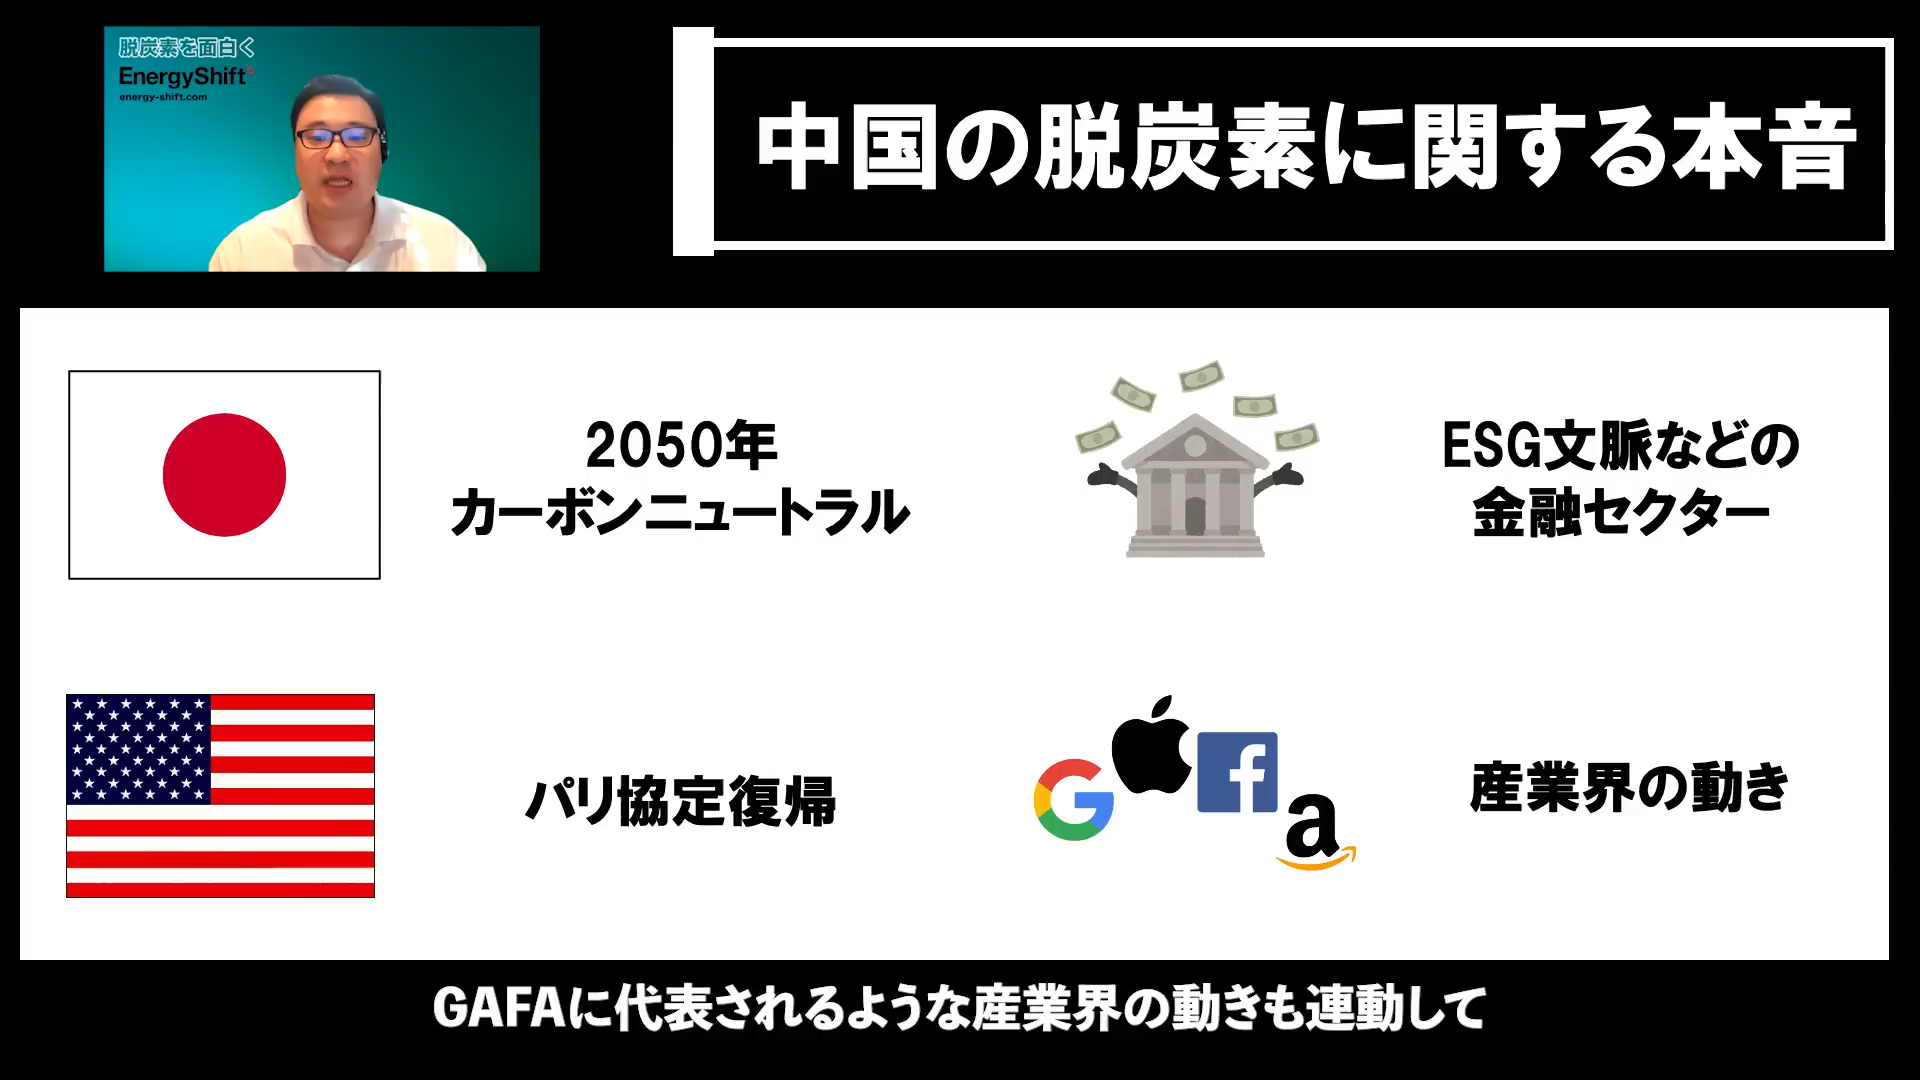 脱炭素を面白く
EnergyShift
energy-shift.com
中国の脱炭素に関する本音
2050年
カーボンニュートラル
ESG文脈などの
金融セクター
パリ協定復帰
産業界の動き
GAFAに代表されるような産業界の動きも連動して